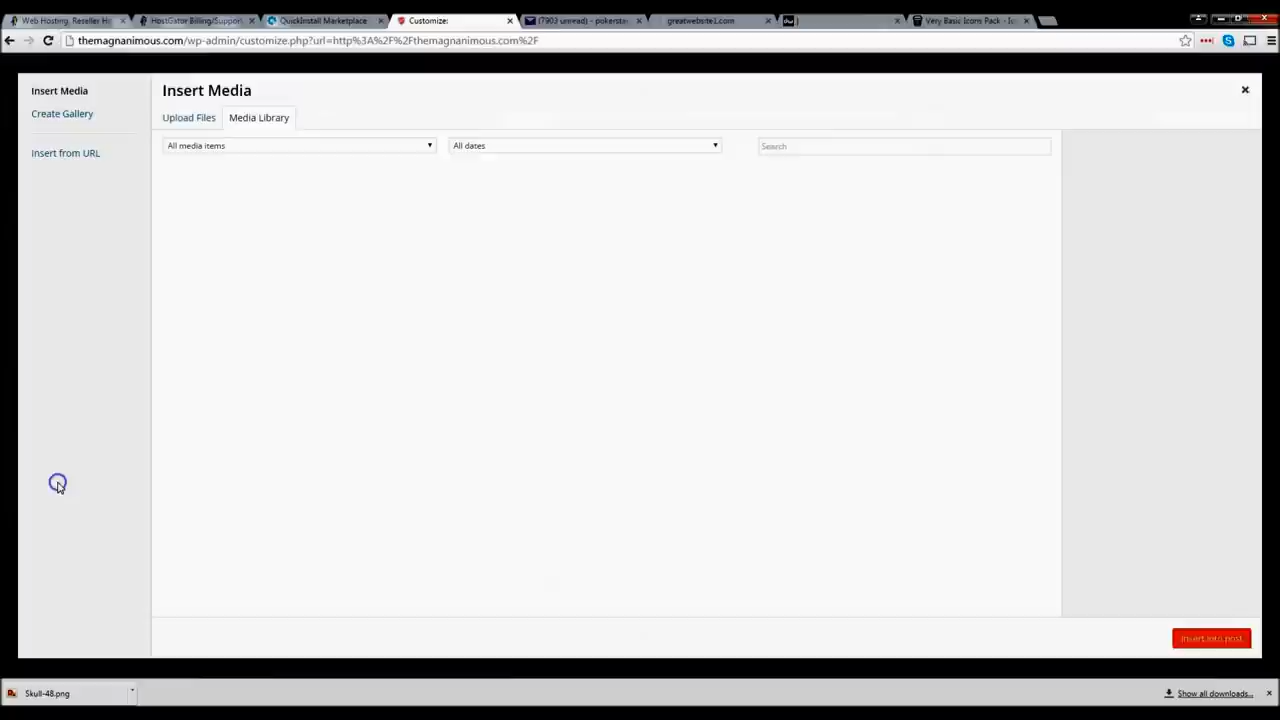 Web Hosting, Reseller H
HostGator Billing/Support
QuickInstall Marketplace
Customize:
(7903 unread) - pokersta
greatwebsite1.com
Very Basic Icons Pack - Ic
themagnanimous.com/wp-admin/customize.php?url=http%3A%2F%2Fthemagnanimous.com%2F
Insert Media
Create Gallery
Insert from URL
Insert Media
Upload Files
Media Library
All media items
All dates
Search
Insert into post
Skull-48.png
Show all downloads...